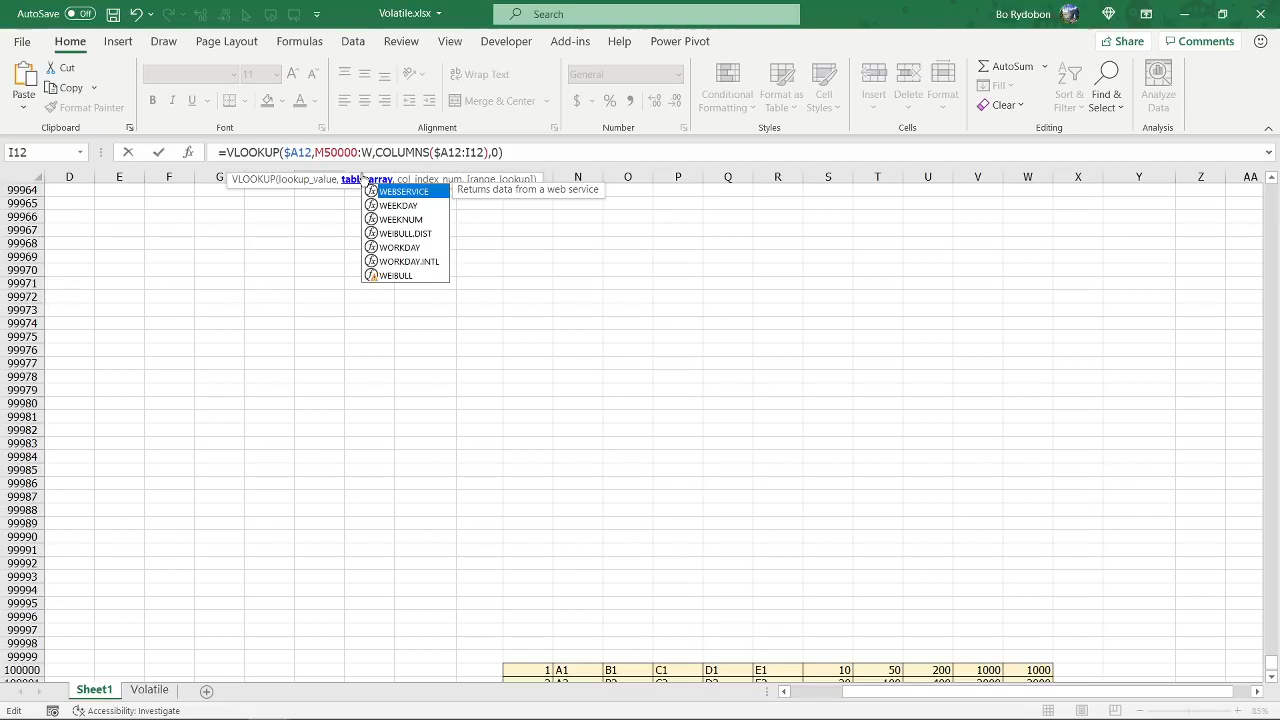 AutoSave Off Volatile.xlsx Search Bo Rydobon
File Home Insert Draw Page Layout Formulas Data Review View Developer Add-ins Help Power Pivot Share Comments
Paste Cut Copy Format Painter
Clipboard
11 B I U
Font
Wrap Text Merge & Center
Alignment
General $ % 9
Number
Conditional Formatting Format as Table Cell Styles
Styles
Insert Delete Format
Cells
AutoSum Fill Clear Sort & Filter Find & Select
Editing
Analyze Data
Analysis
I12 =VLOOKUP($A12,M50000:W,COLUMNS($A12:I12),0)
VLOOKUP(lookup_value, table_array, col_index_num, [range_lookup])
D E F G N O P Q R S T U V W X Y Z AA
WEBSERVICE Returns data from a web service
WEEKDAY
WEEKNUM
WEIBULL.DIST
WORKDAY
WORKDAY.INTL
WEIBULL
99964
99965
99966
99967
99968
99969
99970
99971
99972
99973
99974
99975
99976
99977
99978
99979
99980
99981
99982
99983
99984
99985
99986
99987
99988
99989
99990
99991
99992
99993
99994
99995
99996
99997
99998
99999
100000 1 A1 B1 C1 D1 E1 10 50 200 1000 1000
Sheet1 Volatile
Edit Accessibility: Investigate 85%